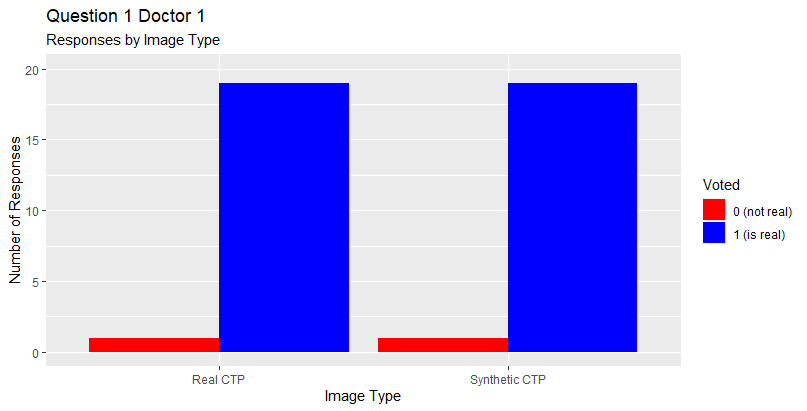 Question 1 Doctor 1
Responses by Image Type
Number of Responses
20
15
10
5
0
Real CTP
Synthetic CTP
Image Type
Voted
0 (not real)
1 (is real)